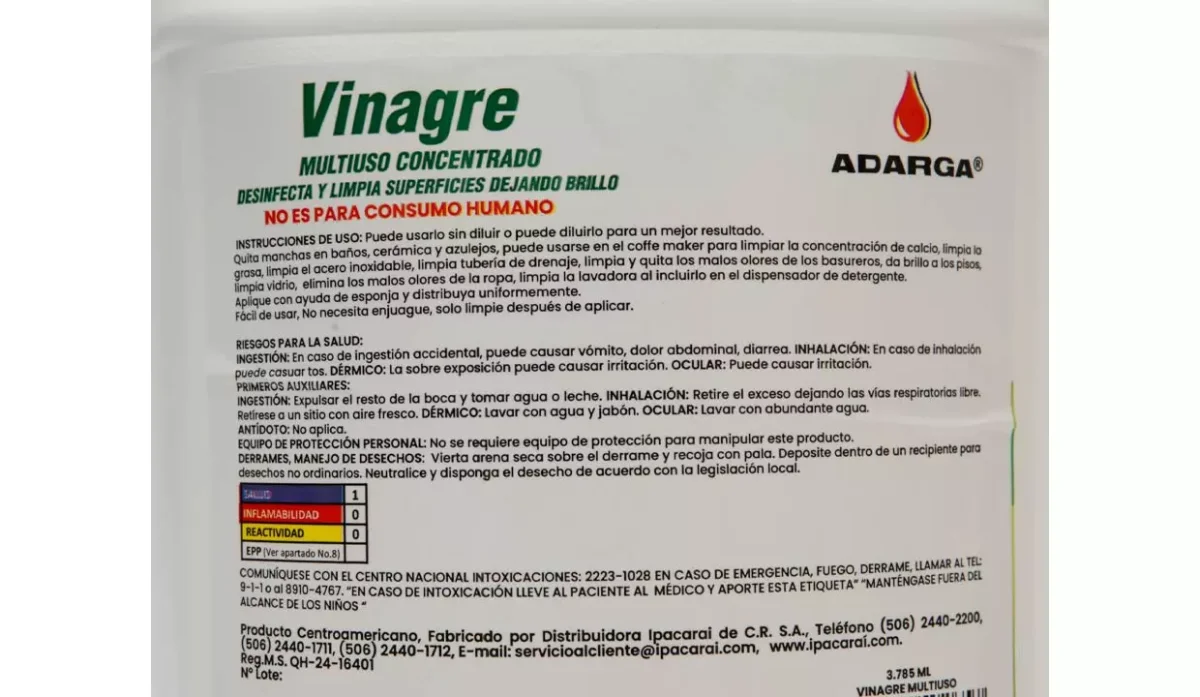 Vinagre
MULTIUSO CONCENTRADO
DESINFECTA Y LIMPIA SUPERFICIES DEJANDO BRILLO
NO ES PARA CONSUMO HUMANO
ADARGA®
INSTRUCCIONES DE USO: Puede usarlo sin diluir o puede diluirlo para un mejor resultado.
Quita manchas en baños, cerámica y azulejos, puede usarse en el coffe maker para limpiar la concentración de calcio, limpia la
grasa, limpia el acero inoxidable, limpia tubería de drenaje, limpia y quita los malos olores de los basureros, da brillo a los pisos,
limpia vidrio, elimina los malos olores de la ropa, limpia la lavadora al incluirlo en el dispensador de detergente.
Aplique con ayuda de esponja y distribuya uniformemente.
Fácil de usar, No necesita enjuague, solo limpie después de aplicar.
RIESGOS PARA LA SALUD:
INGESTIÓN: En caso de ingestión accidental, puede causar vómito, dolor abdominal, diarrea. INHALACIÓN: En caso de inhalación
puede casuar tos. DÉRMICO: La sobre exposición puede causar irritación. OCULAR: Puede causar irritación.
PRIMEROS AUXILIARES:
INGESTIÓN: Expulsar el resto de la boca y tomar agua o leche. INHALACIÓN: Retire el exceso dejando las vías respiratorias libre.
Retírese a un sitio con aire fresco. DÉRMICO: Lavar con agua y jabón. OCULAR: Lavar con abundante agua.
ANTÍDOTO: No aplica.
EQUIPO DE PROTECCIÓN PERSONAL: No se requiere equipo de protección para manipular este producto.
DERRAMES, MANEJO DE DESECHOS: Vierta arena seca sobre el derrame y recoja con pala. Deposite dentro de un recipiente para
desechos no ordinarios. Neutralice y disponga el desecho de acuerdo con la legislación local.
SALUD 1
INFLAMABILIDAD 0
REACTIVIDAD 0
EPP (Ver apartado No.8)
COMUNÍQUESE CON EL CENTRO NACIONAL INTOXICACIONES: 2223-1028 EN CASO DE EMERGENCIA, FUEGO, DERRAME, LLAMAR AL TEL:
9-1-1 o al 8910-4767. "EN CASO DE INTOXICACIÓN LLEVE AL PACIENTE AL MÉDICO Y APORTE ESTA ETIQUETA" "MANTÉNGASE FUERA DEL
ALCANCE DE LOS NIÑOS "
Producto Centroamericano, Fabricado por Distribuidora Ipacarai de C.R. S.A., Teléfono (506) 2440-2200,
(506) 2440-1711, (506) 2440-1712, E-mail: servicioalcliente@ipacarai.com, www.ipacaraí.com.
Reg.M.S. QH-24-16401
N° Lote:
3.785 ML
VINAGRE MULTIUSO